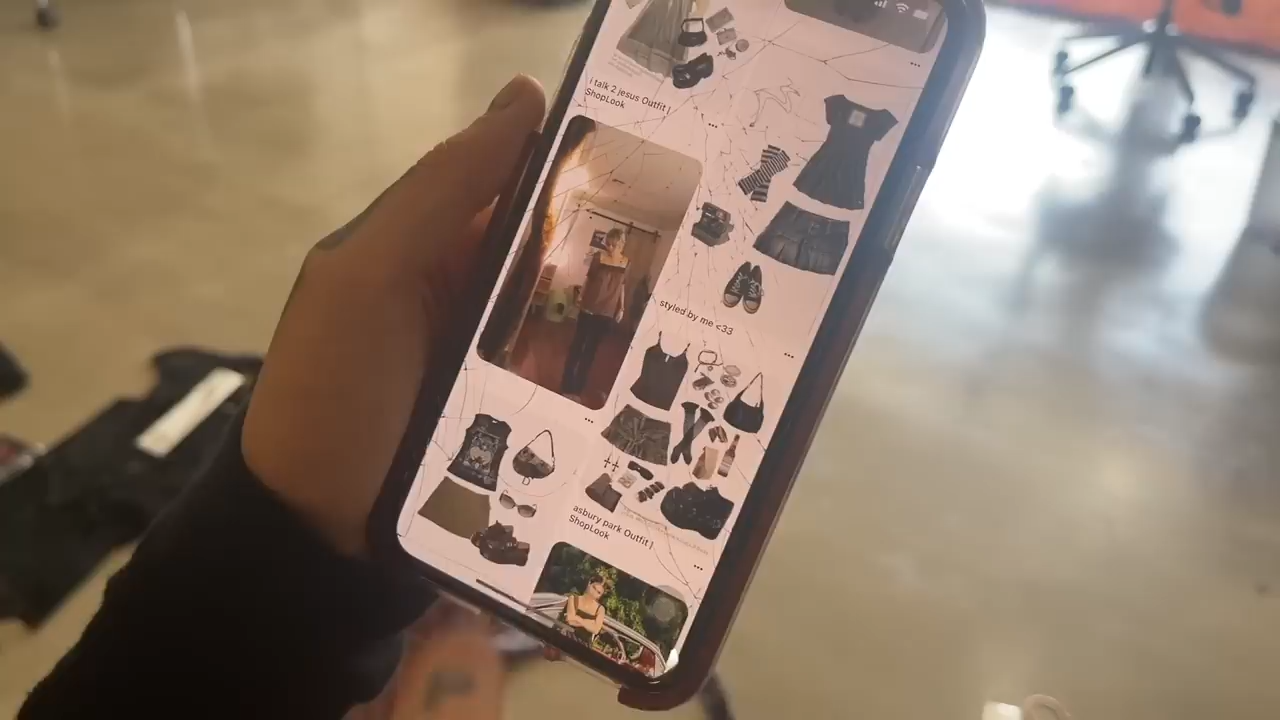 i talk 2 jesus Outfit |
ShopLook
styled by me <33
asbury park Outfit |
ShopLook